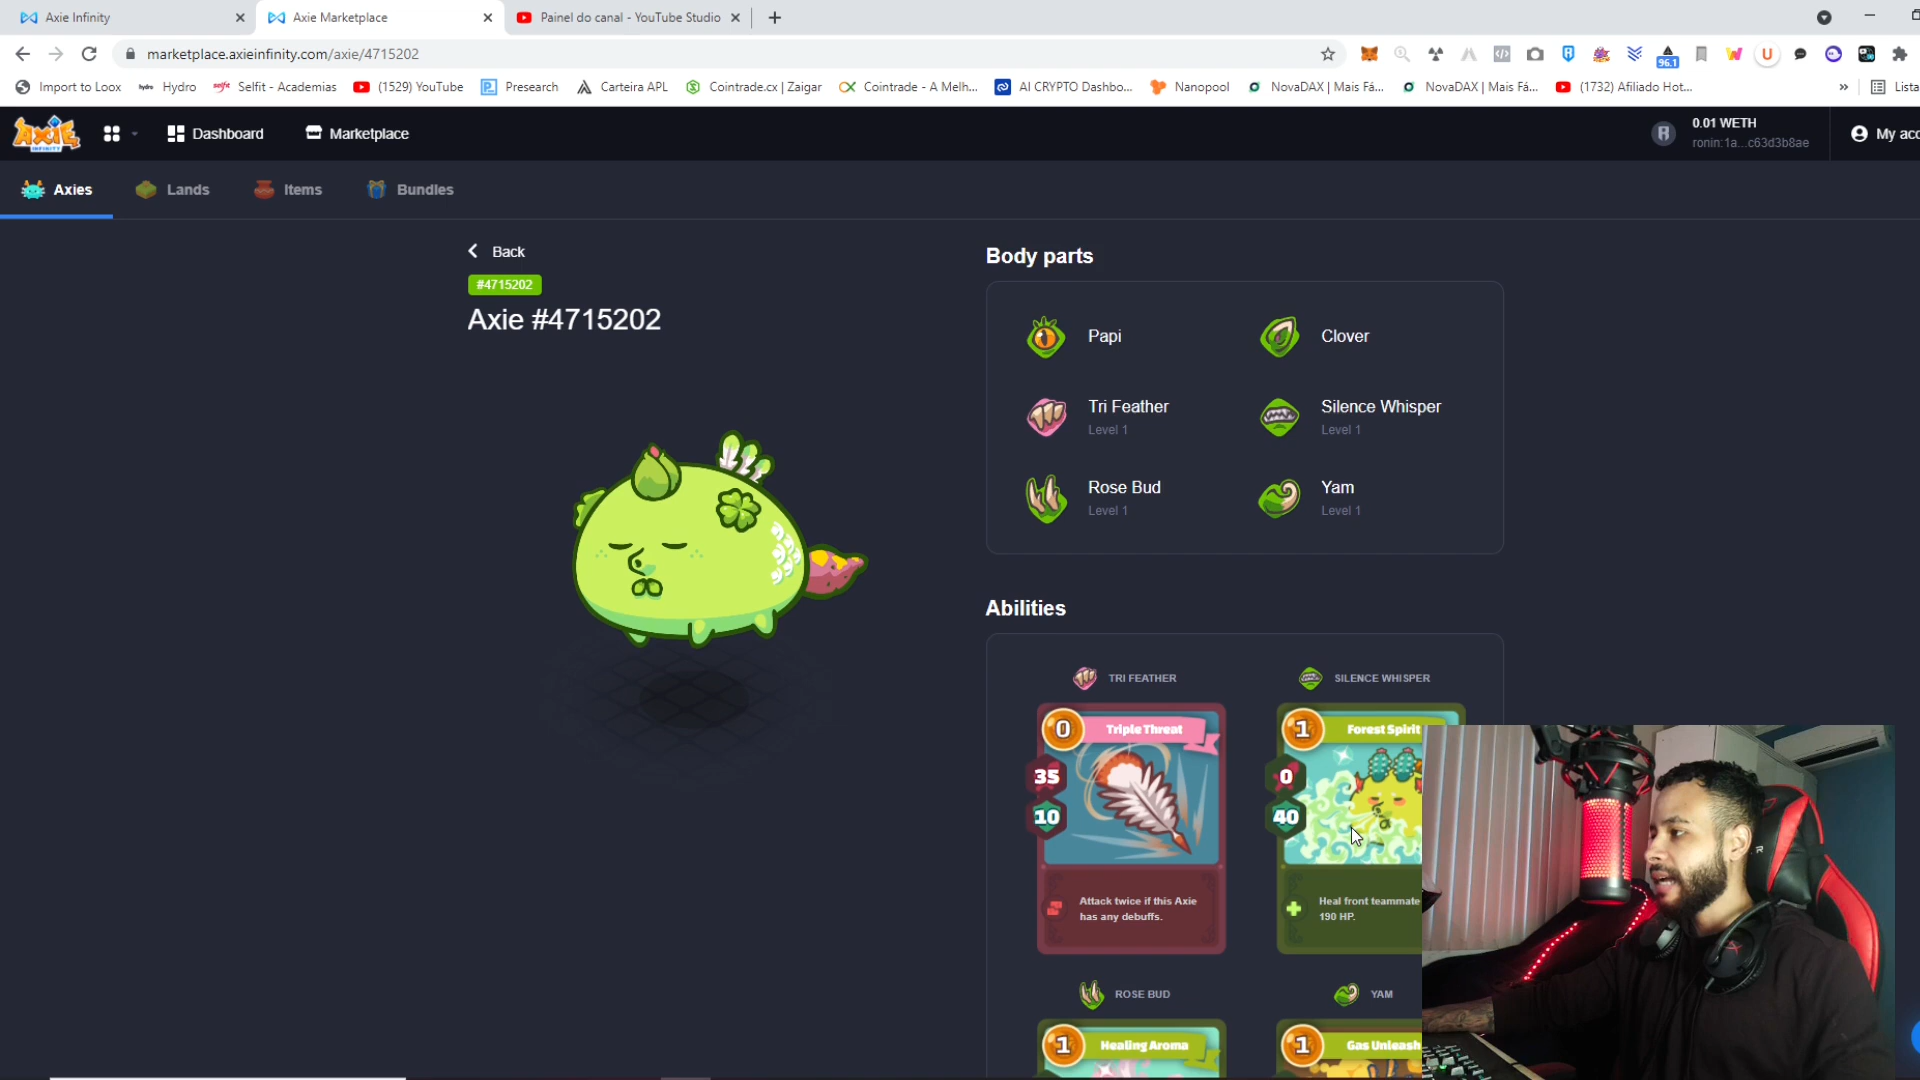 Axie Infinity
Axie Marketplace
Painel do canal - YouTube Studio
marketplace.axieinfinity.com/axie/4715202
96.1
Import to Loox
hydro Hydro
selfit Selfit - Academias
(1529) YouTube
Presearch
Carteira APL
Cointrade.cx | Zaigar
Cointrade - A Melh...
AI CRYPTO Dashbo...
Nanopool
NovaDAX | Mais Fá...
NovaDAX | Mais Fá...
(1732) Afiliado Hot...
»
Lista
AXIE
INFINITY
Dashboard
Marketplace
0.01 WETH
ronin:1a...c63d3b8ae
My acc
Axies
Lands
Items
Bundles
Back
#4715202
Axie #4715202
Body parts
Papi
Clover
Tri Feather
Level 1
Silence Whisper
Level 1
Rose Bud
Level 1
Yam
Level 1
Abilities
TRI FEATHER
0
Triple Threat
35
10
Attack twice if this Axie
has any debuffs.
SILENCE WHISPER
1
Forest Spirit
0
40
Heal front teammate
190 HP.
ROSE BUD
1
Healing Aroma
YAM
1
Gas Unleash